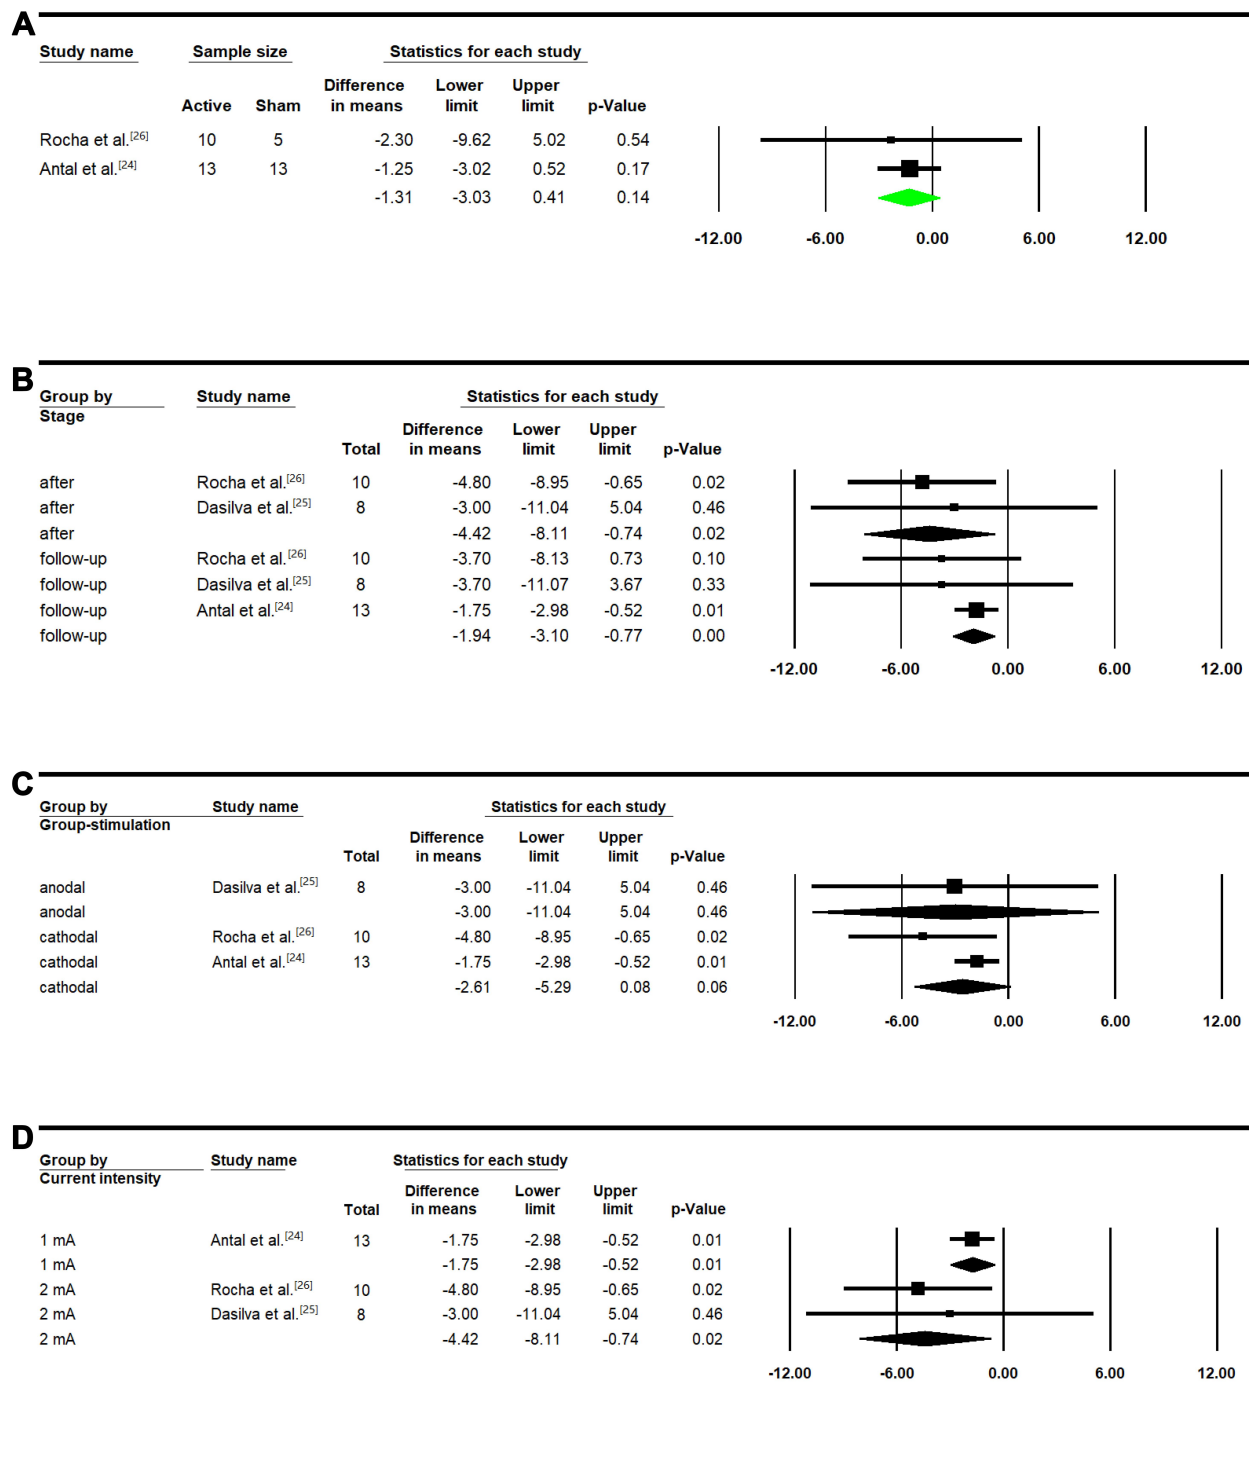 A
Study name Sample size Statistics for each study
Difference Lower Upper
Active Sham in means limit limit p-Value
Rocha et al.[26] 10 5 -2.30 -9.62 5.02 0.54
Antal et al.[24] 13 13 -1.25 -3.02 0.52 0.17
-1.31 -3.03 0.41 0.14
-12.00 -6.00 0.00 6.00 12.00
B
Group by Study name Statistics for each study
Stage
Difference Lower Upper
Total in means limit limit p-Value
after Rocha et al.[26] 10 -4.80 -8.95 -0.65 0.02
after Dasilva et al.[25] 8 -3.00 -11.04 5.04 0.46
after -4.42 -8.11 -0.74 0.02
follow-up Rocha et al.[26] 10 -3.70 -8.13 0.73 0.10
follow-up Dasilva et al.[25] 8 -3.70 -11.07 3.67 0.33
follow-up Antal et al.[24] 13 -1.75 -2.98 -0.52 0.01
follow-up -1.94 -3.10 -0.77 0.00
-12.00 -6.00 0.00 6.00 12.00
C
Group by Study name Statistics for each study
Group-stimulation
Difference Lower Upper
Total in means limit limit p-Value
anodal Dasilva et al.[25] 8 -3.00 -11.04 5.04 0.46
anodal -3.00 -11.04 5.04 0.46
cathodal Rocha et al.[26] 10 -4.80 -8.95 -0.65 0.02
cathodal Antal et al.[24] 13 -1.75 -2.98 -0.52 0.01
cathodal -2.61 -5.29 0.08 0.06
-12.00 -6.00 0.00 6.00 12.00
D
Group by Study name Statistics for each study
Current intensity
Difference Lower Upper
Total in means limit limit p-Value
1 mA Antal et al.[24] 13 -1.75 -2.98 -0.52 0.01
1 mA -1.75 -2.98 -0.52 0.01
2 mA Rocha et al.[26] 10 -4.80 -8.95 -0.65 0.02
2 mA Dasilva et al.[25] 8 -3.00 -11.04 5.04 0.46
2 mA -4.42 -8.11 -0.74 0.02
-12.00 -6.00 0.00 6.00 12.00